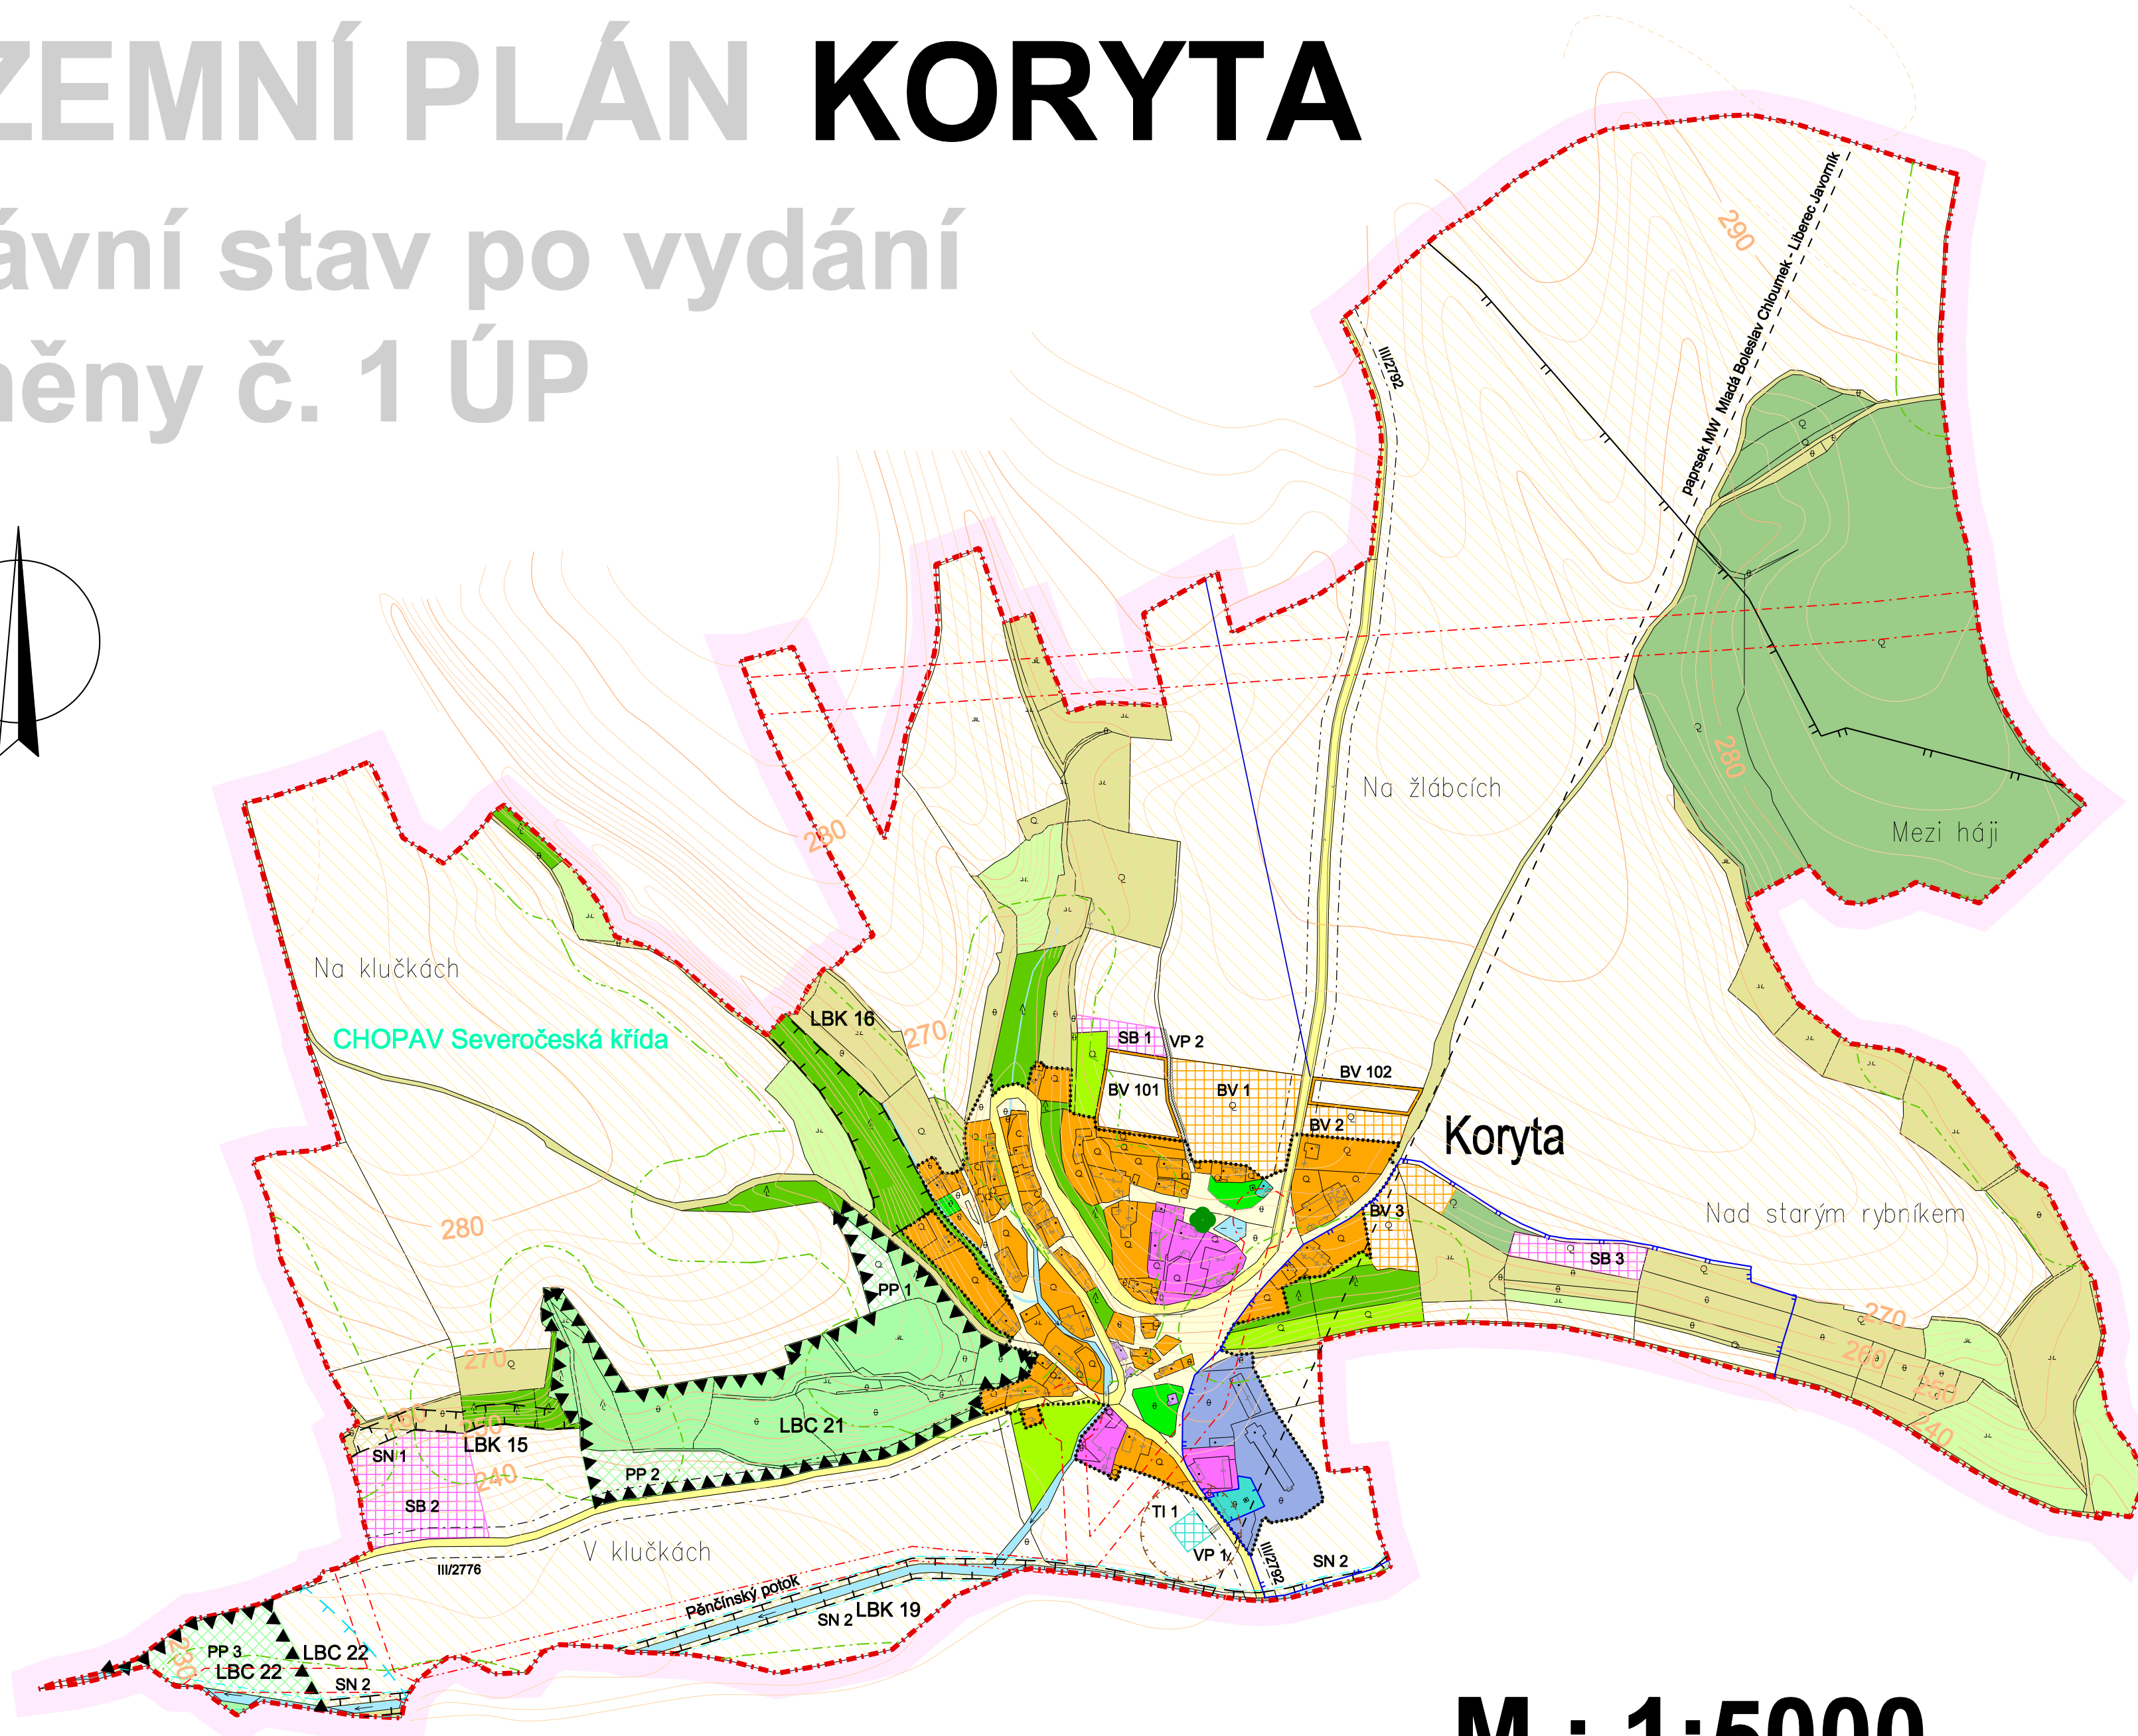 ZEMNÍ PLÁN KORYTA
ávní stav po vydání
ěny č. 1 ÚP
290
paprsek MW Mladá Boleslav Chloumek - Liberec Javorník
III/2792
280
Na žlábcích
Mezi háji
280
Na klučkách
CHOPAV Severočeská křída
LBK 16
270
SB 1
VP 2
BV 101
BV 1
BV 102
BV 2
Koryta
BV 3
Nad starým rybníkem
SB 3
280
PP 1
270
270
260
250
240
LBC 21
250
LBK 15
SN 1
240
PP 2
SB 2
TI 1
V klučkách
VP 1
III/2792
SN 2
III/2776
Pěnčínský potok
SN 2
LBK 19
PP 3
230
LBC 22
LBC 22
SN 2
M : 1:5000